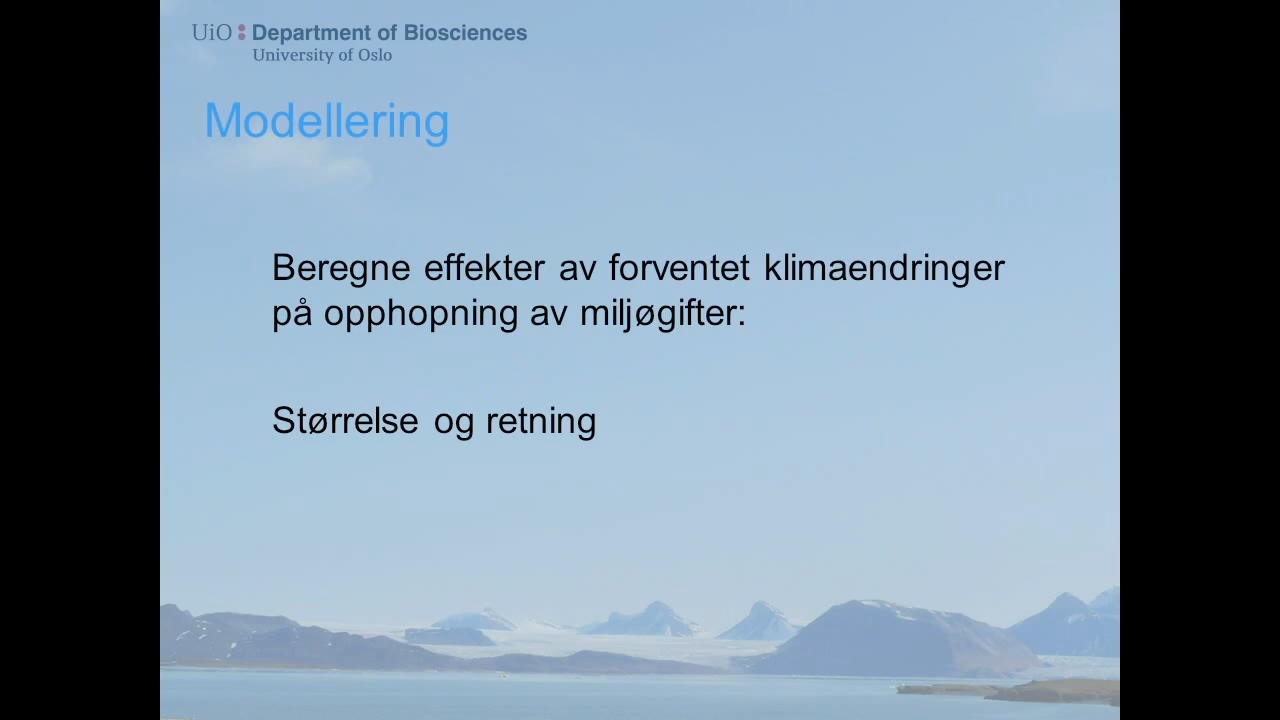 UiO Department of Biosciences
University of Oslo
Modellering
Beregne effekter av forventet klimaendringer
på opphopning av miljøgifter:
Størrelse og retning